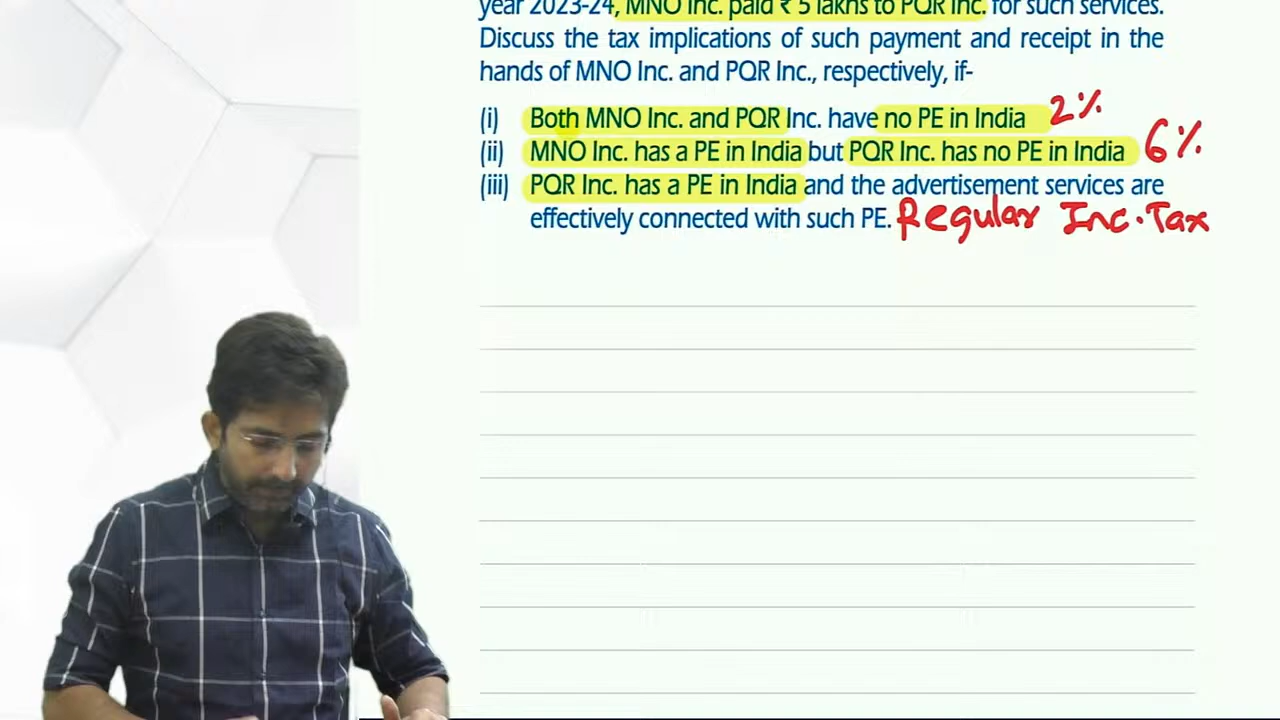 year 2023-24, MNO Inc. paid ₹ 5 lakhs to PQR Inc. for such services.
Discuss the tax implications of such payment and receipt in the
hands of MNO Inc. and PQR Inc., respectively, if-
(i) Both MNO Inc. and PQR Inc. have no PE in India 2%
(ii) MNO Inc. has a PE in India but PQR Inc. has no PE in India 6%
(iii) PQR Inc. has a PE in India and the advertisement services are
effectively connected with such PE. Regular Inc. Tax